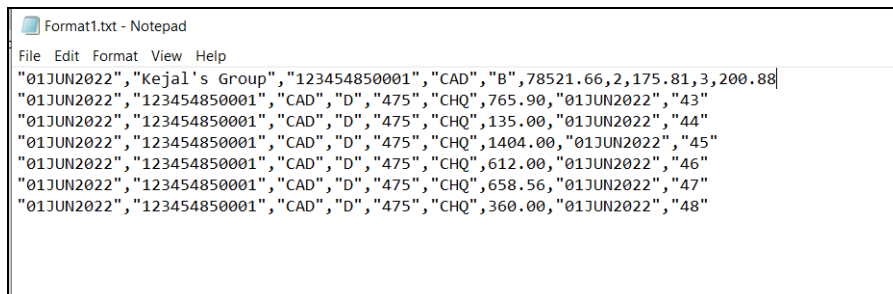 Format1.txt - Notepad
File Edit Format View Help
"01JUN2022","Kejal's Group","123454850001","CAD","B",78521.66,2,175.81,3,200.88
"01JUN2022","123454850001","CAD","D","475","CHQ",765.90,"01JUN2022","43"
"01JUN2022","123454850001","CAD","D","475","CHQ",135.00,"01JUN2022","44"
"01JUN2022","123454850001","CAD","D","475","CHQ",1404.00,"01JUN2022","45"
"01JUN2022","123454850001","CAD","D","475","CHQ",612.00,"01JUN2022","46"
"01JUN2022","123454850001","CAD","D","475","CHQ",658.56,"01JUN2022","47"
"01JUN2022","123454850001","CAD","D","475","CHQ",360.00,"01JUN2022","48"